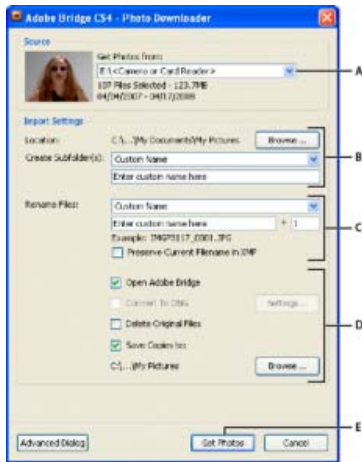 Adobe Bridge CS4 - Photo Downloader
Source
Get Photos from:
E:\<Camera or Card Reader>
A
107 Files Selected - 123.7MB
04/04/2007 - 04/17/2008
Import Settings
Location: C:\...\My Documents\My Pictures Browse ...
B
Create Subfolder(s): Custom Name
Enter custom name here
Rename Files: Custom Name
Enter custom name here + 1
C
Example: IMGP3117_0001.JPG
Preserve Current Filename in XMP
Open Adobe Bridge
Convert To DNG Settings...
D
Delete Original Files
Save Copies to:
C:\...\My Pictures Browse ...
E
Advanced Dialog Get Photos Cancel